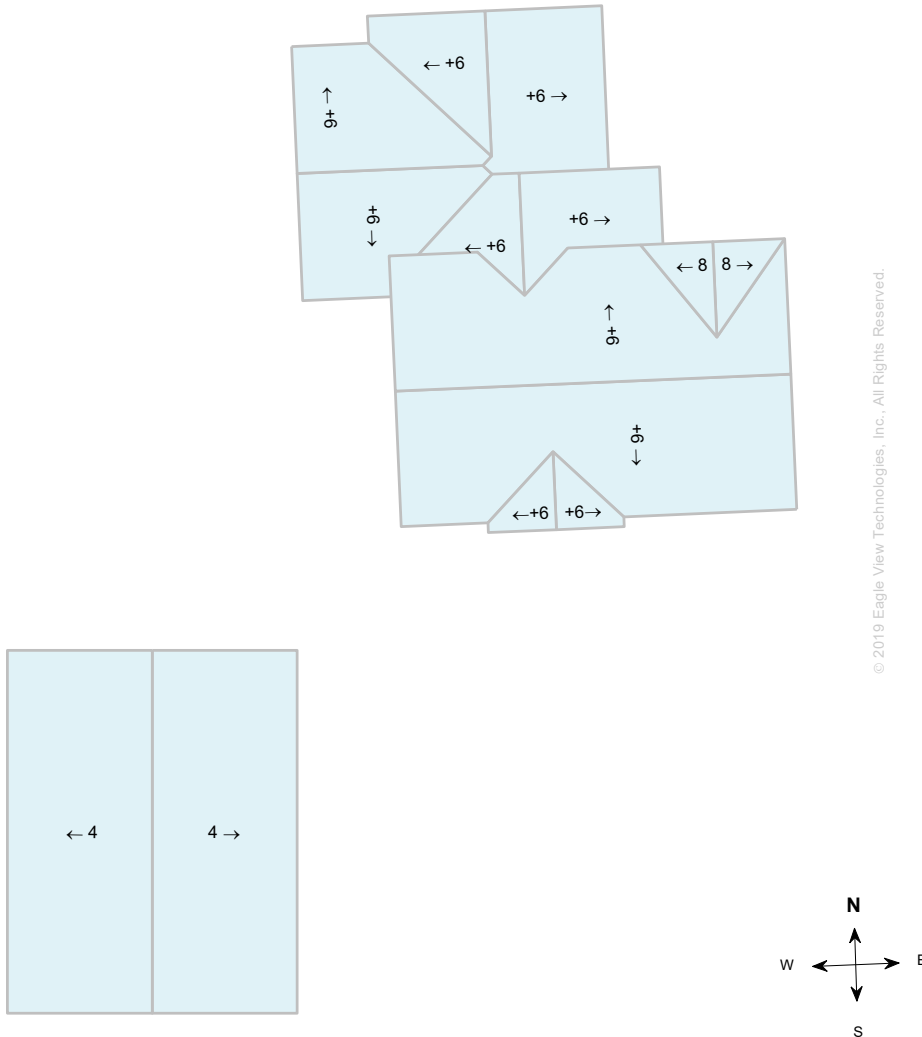 ← +6
+6 →
← +6
+6 →
+6 →
← +6
← 8
8 →
← +6
+6 →
←+6
+6→
← 4
4 →
© 2019 Eagle View Technologies, Inc., All Rights Reserved.
N
W
E
S